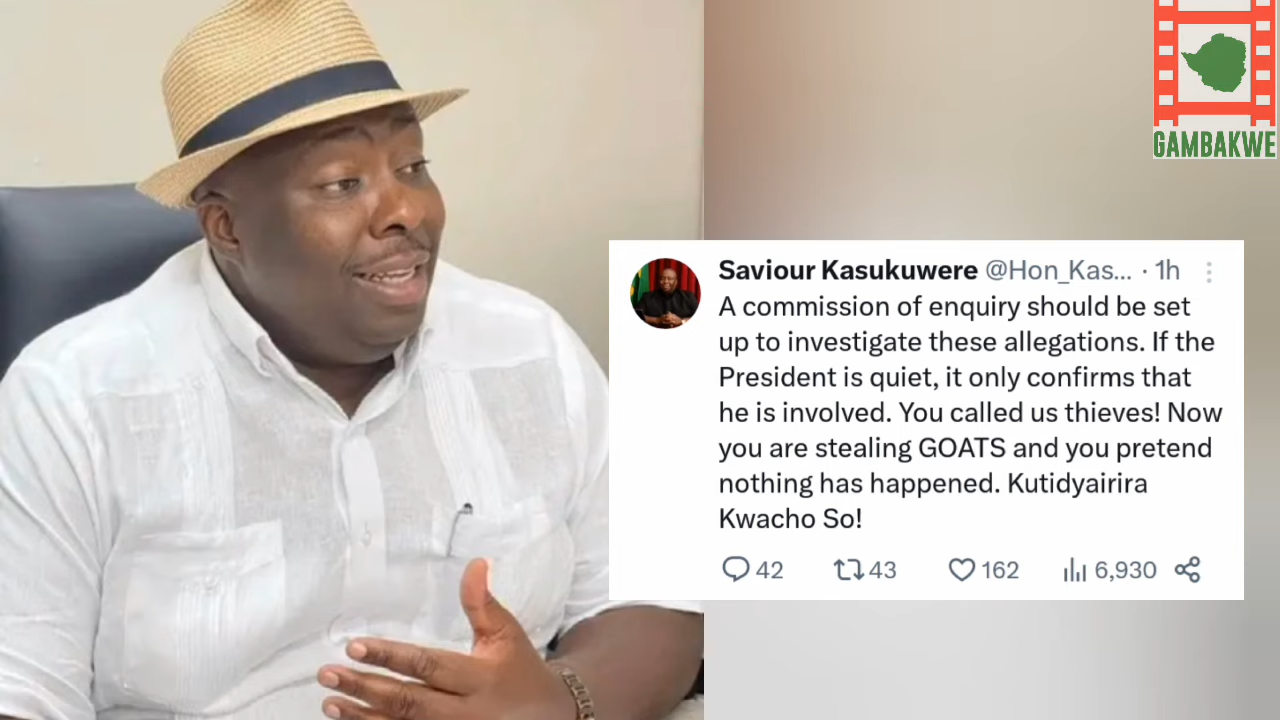 GAMBAKWE
Saviour Kasukuwere @Hon_Kas... · 1h
A commission of enquiry should be set
up to investigate these allegations. If the
President is quiet, it only confirms that
he is involved. You called us thieves! Now
you are stealing GOATS and you pretend
nothing has happened. Kutidyairira
Kwacho So!
42 43 162 6,930